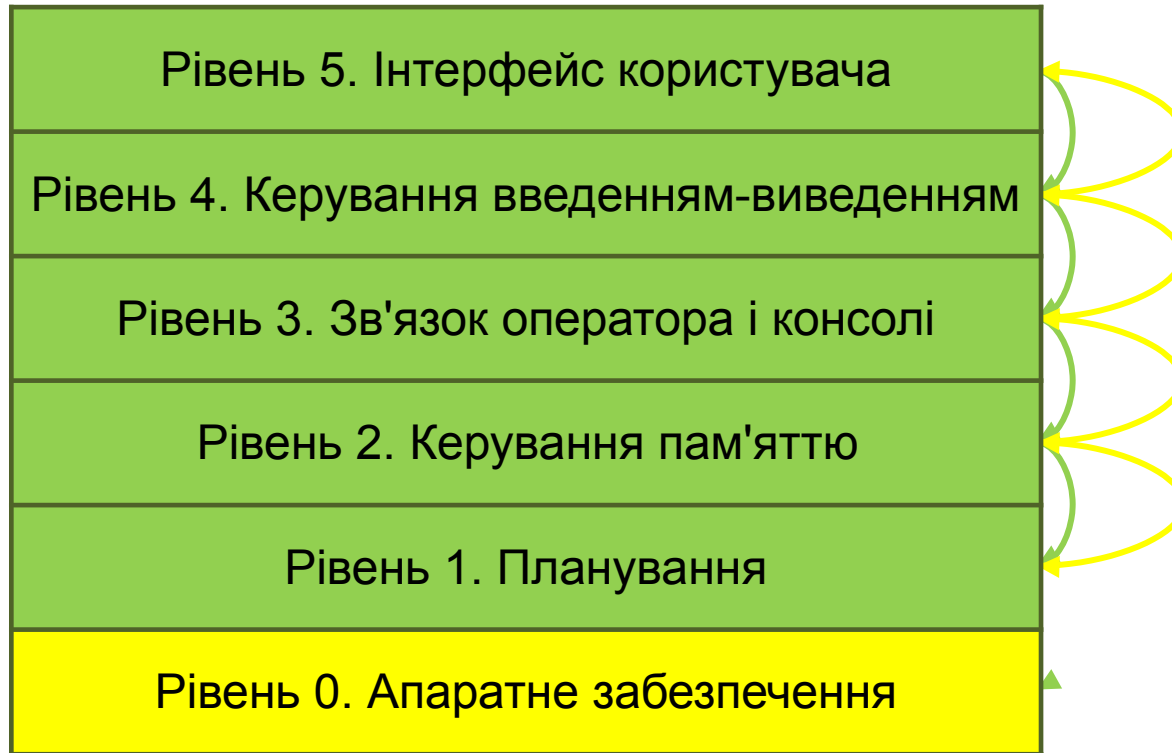 Рівень 5. Інтерфейс користувача
Рівень 4. Керування введенням-виведенням
Рівень 3. Зв'язок оператора і консолі
Рівень 2. Керування пам'яттю
Рівень 1. Планування
Рівень 0. Апаратне забезпечення